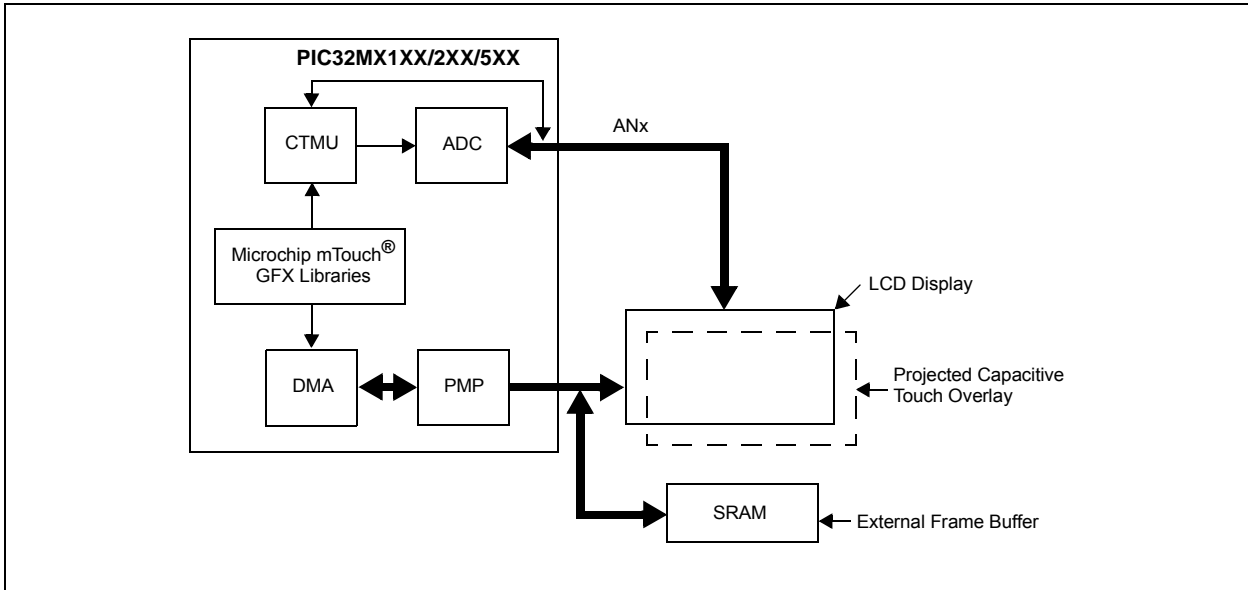 PIC32MX1XX/2XX/5XX
CTMU
ADC
ANx
Microchip mTouch®
GFX Libraries
LCD Display
DMA
PMP
Projected Capacitive
Touch Overlay
SRAM
External Frame Buffer